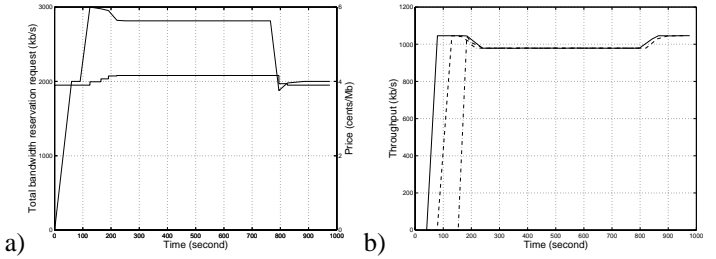 a)
Total bandwidth reservation request (kb/s)
3000
2000
1000
0
0 100 200 300 400 500 600 700 800 900 1000
Time (second)
6
4
2
0
Price (cents/Mb)
b)
Throughput (kb/s)
1200
1000
800
600
400
200
0
0 100 200 300 400 500 600 700 800 900 1000
Time (second)